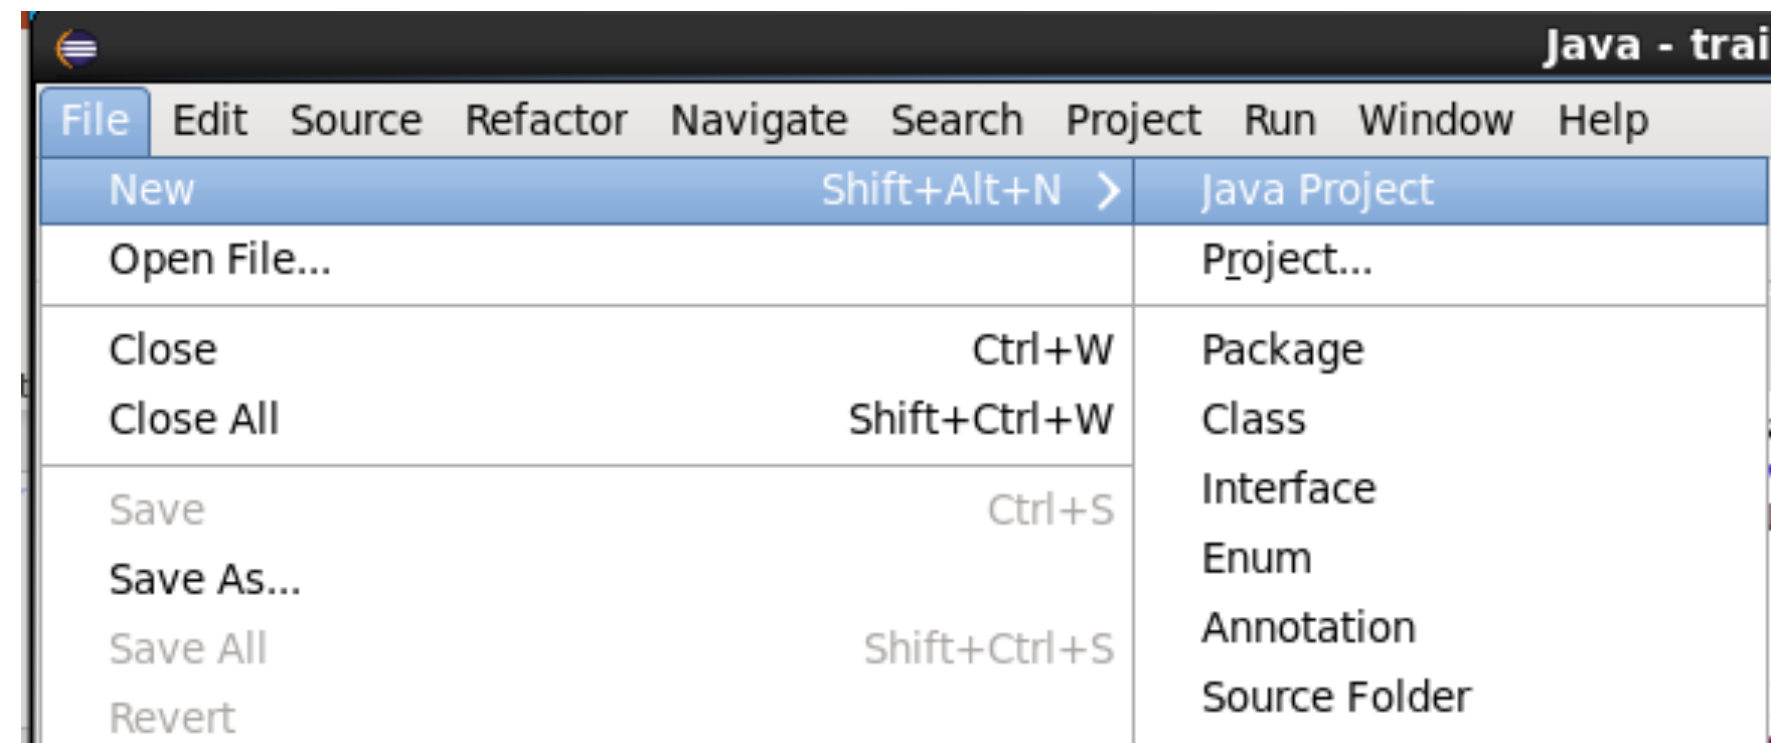 Java - trai
File Edit Source Refactor Navigate Search Project Run Window Help
New Shift+Alt+N Java Project
Open File... Project...
Close Ctrl+W Package
Close All Shift+Ctrl+W Class
Interface
Save Ctrl+S
Enum
Save As...
Annotation
Save All Shift+Ctrl+S
Source Folder
Revert